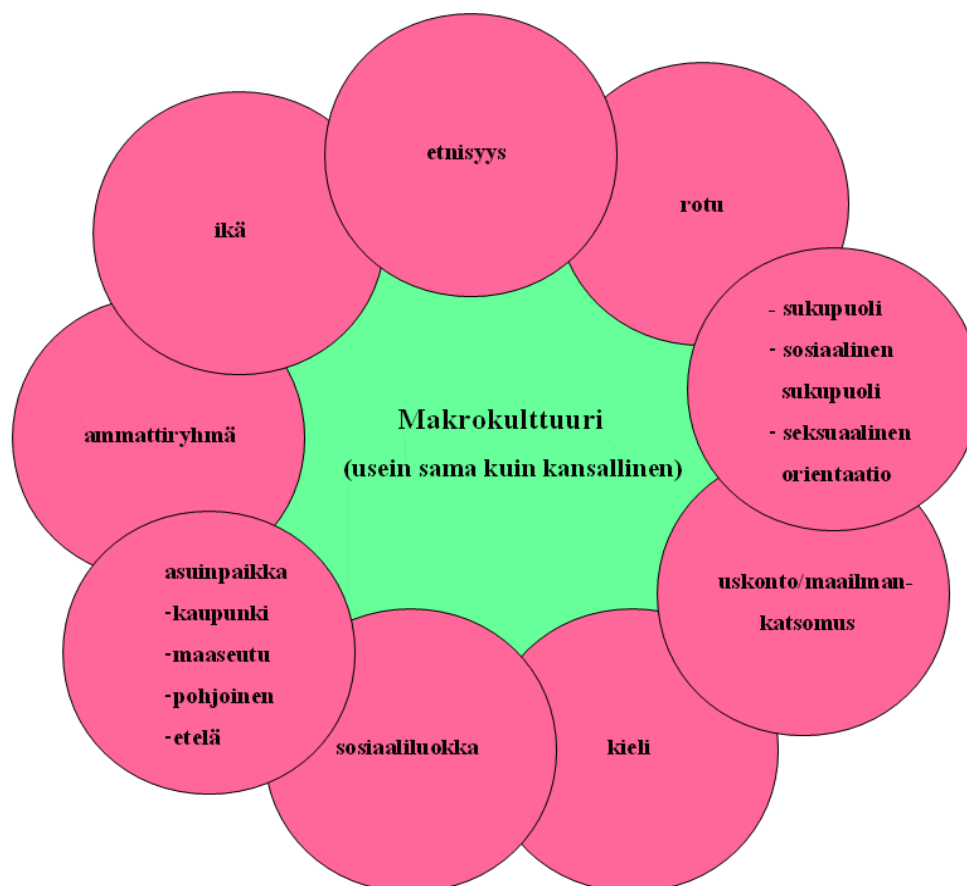 etnisyys
rotu
ikä
- sukupuoli
- sosiaalinen
sukupuoli
- seksuaalinen
orientaatio
Makrokulttuuri
(usein sama kuin kansallinen)
ammattiryhmä
uskonto/maailman-
katsomus
asuinpaikka
-kaupunki
-maaseutu
-pohjoinen
-etelä
sosiaaliluokka
kieli